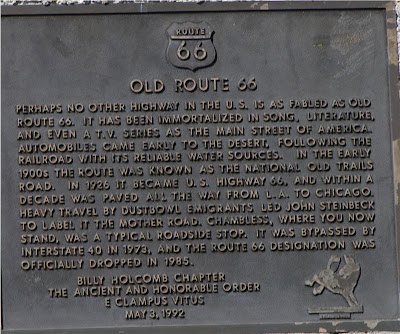 ROUTE
66
OLD ROUTE 66
PERHAPS NO OTHER HIGHWAY IN THE U.S. IS AS FABLED AS OLD
ROUTE 66. IT HAS BEEN IMMORTALIZED IN SONG, LITERATURE,
AND EVEN A T.V. SERIES AS THE MAIN STREET OF AMERICA.
AUTOMOBILES CAME EARLY TO THE DESERT, FOLLOWING THE
RAILROAD WITH ITS RELIABLE WATER SOURCES. IN THE EARLY
1900s THE ROUTE WAS KNOWN AS THE NATIONAL OLD TRAILS
ROAD. IN 1926 IT BECAME U.S. HIGHWAY 66, AND WITHIN A
DECADE WAS PAVED ALL THE WAY FROM L.A. TO CHICAGO.
HEAVY TRAVEL BY DUSTBOWL EMIGRANTS LED JOHN STEINBECK
TO LABEL IT THE MOTHER ROAD. CHAMBLESS, WHERE YOU NOW
STAND, WAS A TYPICAL ROADSIDE STOP. IT WAS BYPASSED BY
INTERSTATE 40 IN 1973, AND THE ROUTE 66 DESIGNATION WAS
OFFICIALLY DROPPED IN 1985.
BILLY HOLCOMB CHAPTER
THE ANCIENT AND HONORABLE ORDER
E CLAMPUS VITUS
MAY 3, 1992